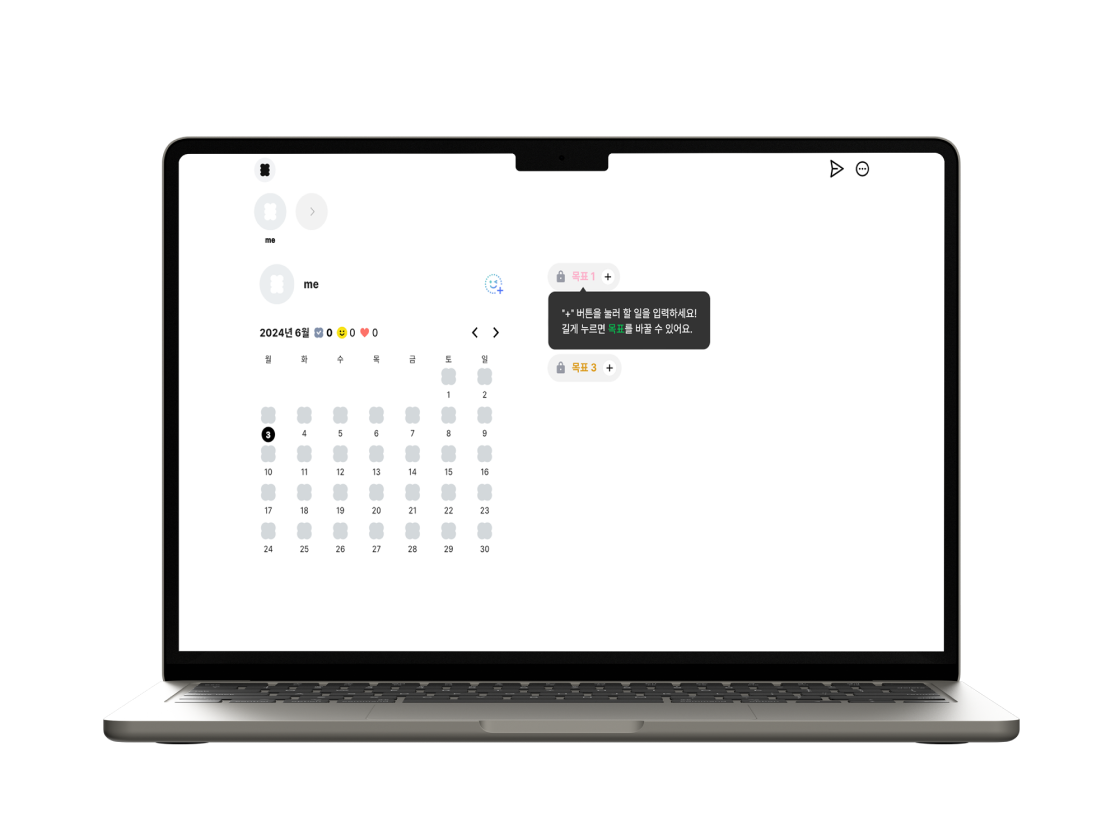 me
me
2024년 6월 0 0 0
월 화 수 목 금 토 일
1 2
3 4 5 6 7 8 9
10 11 12 13 14 15 16
17 18 19 20 21 22 23
24 25 26 27 28 29 30
목표 1 +
"+" 버튼을 눌러 할 일을 입력하세요!
길게 누르면 목표를 바꿀 수 있어요.
목표 3 +